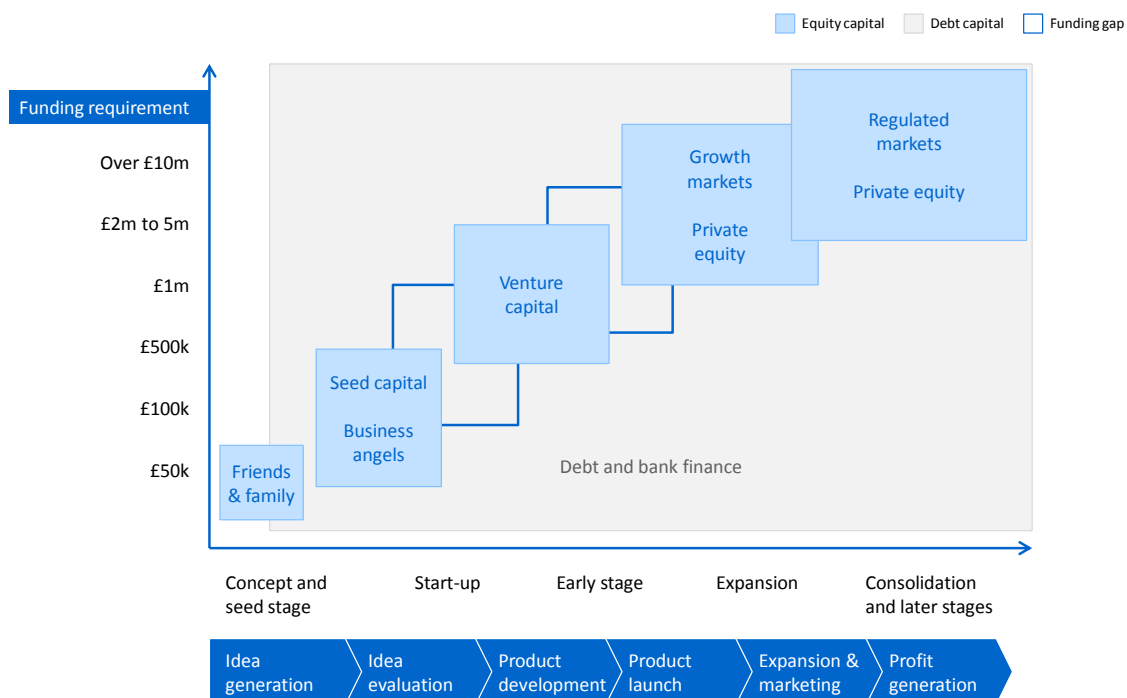 Equity capital
Debt capital
Funding gap
Funding requirement
Over £10m
£2m to 5m
£1m
£500k
£100k
£50k
Regulated
markets
Private equity
Growth
markets
Private
equity
Venture
capital
Seed capital
Business
angels
Friends
& family
Debt and bank finance
Concept and
seed stage
Start-up
Early stage
Expansion
Consolidation
and later stages
Idea
generation
Idea
evaluation
Product
development
Product
launch
Expansion &
marketing
Profit
generation